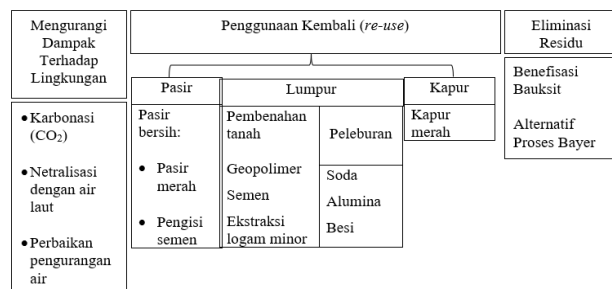 Mengurangi
Dampak
Terhadap
Lingkungan
• Karbonasi
(CO₂)
• Netralisasi
dengan air
laut
• Perbaikan
pengurangan
air
Penggunaan Kembali (re-use)
Pasir
Pasir
bersih:
• Pasir
merah
• Pengisi
semen
Lumpur
Pembenahan
tanah
Geopolimer
Semen
Ekstraksi
logam minor
Peleburan
Soda
Alumina
Besi
Kapur
Kapur
merah
Eliminasi
Residu
Benefisasi
Bauksit
Alternatif
Proses Bayer